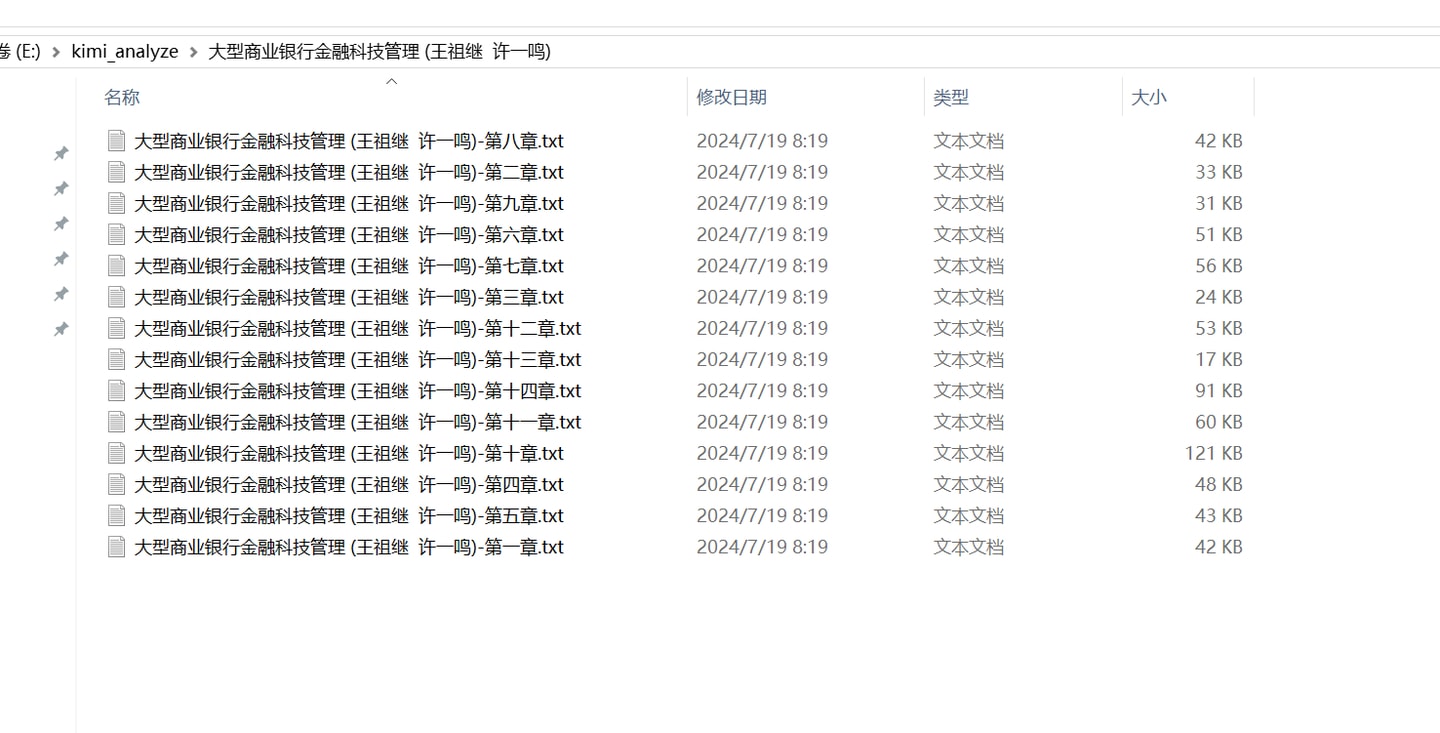 卷 (E:) > kimi_analyze > 大型商业银行金融科技管理 (王祖继  许一鸣)
名称 修改日期 类型 大小
大型商业银行金融科技管理 (王祖继  许一鸣)-第八章.txt 2024/7/19 8:19 文本文档 42 KB
大型商业银行金融科技管理 (王祖继  许一鸣)-第二章.txt 2024/7/19 8:19 文本文档 33 KB
大型商业银行金融科技管理 (王祖继  许一鸣)-第九章.txt 2024/7/19 8:19 文本文档 31 KB
大型商业银行金融科技管理 (王祖继  许一鸣)-第六章.txt 2024/7/19 8:19 文本文档 51 KB
大型商业银行金融科技管理 (王祖继  许一鸣)-第七章.txt 2024/7/19 8:19 文本文档 56 KB
大型商业银行金融科技管理 (王祖继  许一鸣)-第三章.txt 2024/7/19 8:19 文本文档 24 KB
大型商业银行金融科技管理 (王祖继  许一鸣)-第十二章.txt 2024/7/19 8:19 文本文档 53 KB
大型商业银行金融科技管理 (王祖继  许一鸣)-第十三章.txt 2024/7/19 8:19 文本文档 17 KB
大型商业银行金融科技管理 (王祖继  许一鸣)-第十四章.txt 2024/7/19 8:19 文本文档 91 KB
大型商业银行金融科技管理 (王祖继  许一鸣)-第十一章.txt 2024/7/19 8:19 文本文档 60 KB
大型商业银行金融科技管理 (王祖继  许一鸣)-第十章.txt 2024/7/19 8:19 文本文档 121 KB
大型商业银行金融科技管理 (王祖继  许一鸣)-第四章.txt 2024/7/19 8:19 文本文档 48 KB
大型商业银行金融科技管理 (王祖继  许一鸣)-第五章.txt 2024/7/19 8:19 文本文档 43 KB
大型商业银行金融科技管理 (王祖继  许一鸣)-第一章.txt 2024/7/19 8:19 文本文档 42 KB